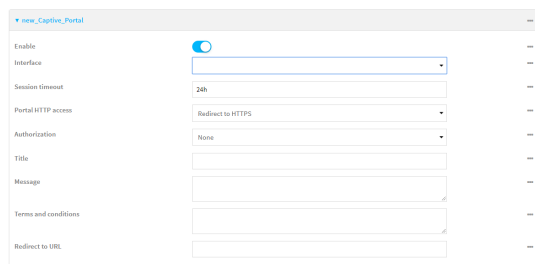 ▼ new_Captive_Portal
Enable
Interface
Session timeout
24h
Portal HTTP access
Redirect to HTTPS
Authorization
None
Title
Message
Terms and conditions
Redirect to URL